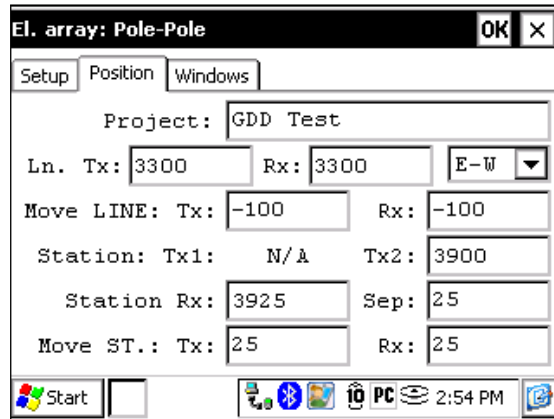 El. array: Pole-Pole OK ×
Setup Position Windows
Project: GDD Test
Ln. Tx: 3300 Rx: 3300 E-W
Move LINE: Tx: -100 Rx: -100
Station: Tx1: N/A Tx2: 3900
Station Rx: 3925 Sep: 25
Move ST.: Tx: 25 Rx: 25
Start PC 2:54 PM